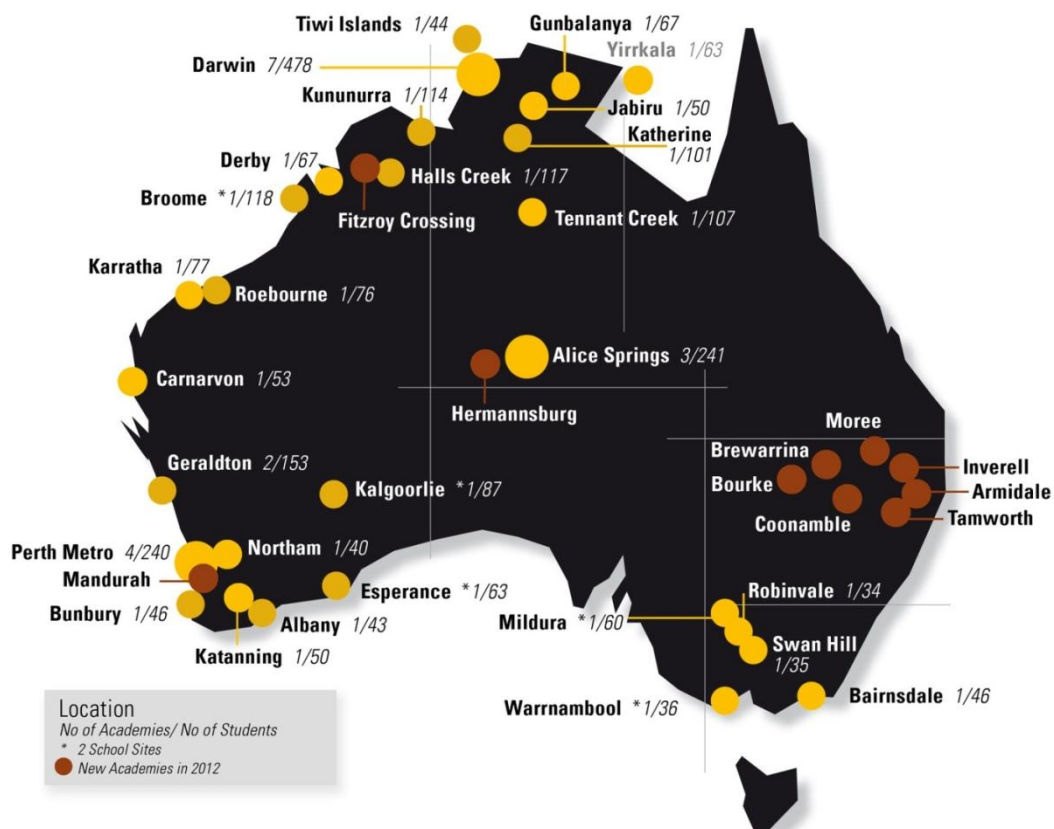 Tiwi Islands 1/44
Gunbalanya 1/67
Yirrkala 1/63
Darwin 7/478
Kununurra 1/114
Jabiru 1/50
Katherine
1/101
Derby 1/67
Halls Creek 1/117
Broome *1/118
Fitzroy Crossing
Tennant Creek 1/107
Karratha 1/77
Roebourne 1/76
Alice Springs 3/241
Carnarvon 1/53
Hermannsburg
Moree
Brewarrina
Inverell
Geraldton 2/153
Bourke
Kalgoorlie *1/87
Armidale
Coonamble
Tamworth
Perth Metro 4/240
Northam 1/40
Mandurah
Esperance *1/63
Robinvale 1/34
Bunbury 1/46
Albany 1/43
Mildura *1/60
Swan Hill
1/35
Katanning 1/50
Warrnambool *1/36
Bairnsdale 1/46
Location
No of Academies/ No of Students
* 2 School Sites
New Academies in 2012